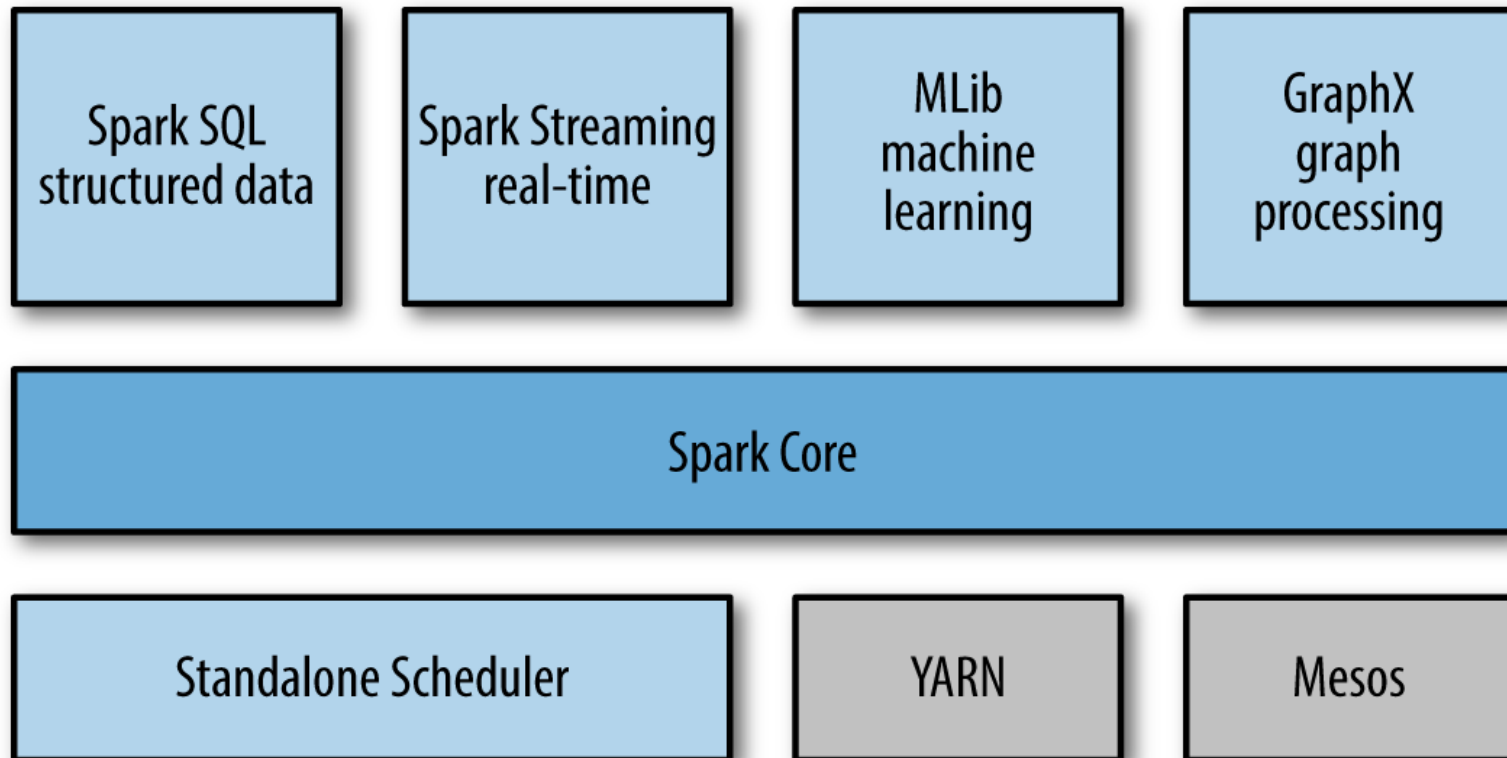 Spark SQL
structured data
Spark Streaming
real-time
MLib
machine
learning
GraphX
graph
processing
Spark Core
Standalone Scheduler
YARN
Mesos